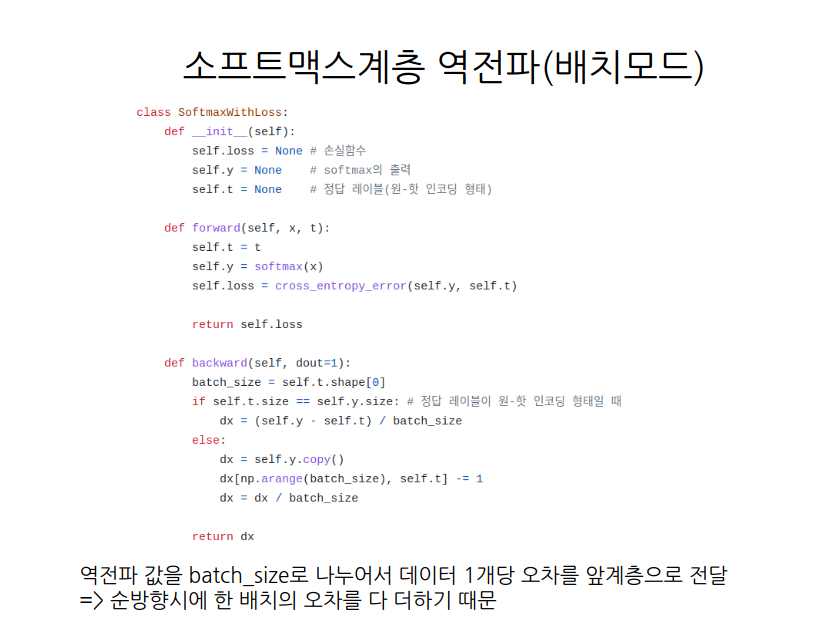 소프트맥스계층 역전파(배치모드)
class SoftmaxWithLoss:
    def __init__(self):
        self.loss = None # 손실함수
        self.y = None    # softmax의 출력
        self.t = None    # 정답 레이블(원-핫 인코딩 형태)
    def forward(self, x, t):
        self.t = t
        self.y = softmax(x)
        self.loss = cross_entropy_error(self.y, self.t)
        return self.loss
    def backward(self, dout=1):
        batch_size = self.t.shape[0]
        if self.t.size == self.y.size: # 정답 레이블이 원-핫 인코딩 형태일 때
            dx = (self.y - self.t) / batch_size
        else:
            dx = self.y.copy()
            dx[np.arange(batch_size), self.t] -= 1
            dx = dx / batch_size
        return dx
역전파 값을 batch_size로 나누어서 데이터 1개당 오차를 앞계층으로 전달
=> 순방향시에 한 배치의 오차를 다 더하기 때문